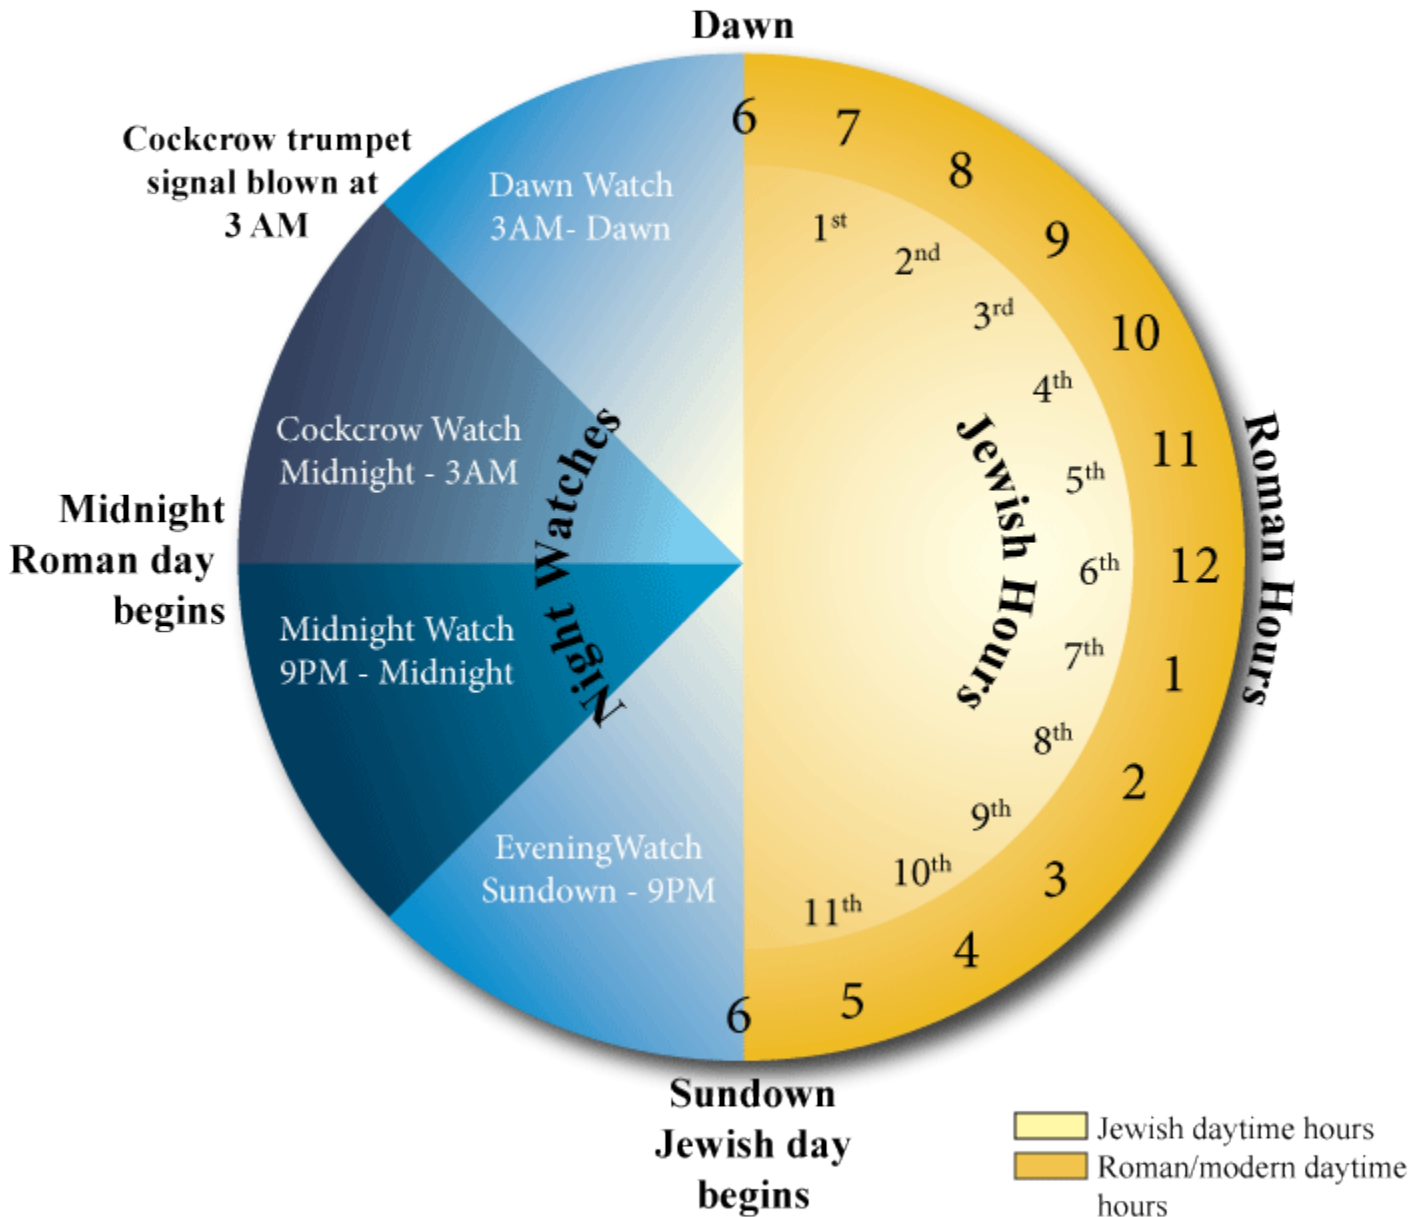 Dawn
Cockcrow trumpet
signal blown at
3 AM
Dawn Watch
3AM- Dawn
Cockcrow Watch
Midnight - 3AM
Midnight
Roman day
begins
Midnight Watch
9PM - Midnight
EveningWatch
Sundown - 9PM
Night Watches
6
7
8
9
10
11
12
1
2
3
4
5
6
1st
2nd
3rd
4th
5th
6th
7th
8th
9th
10th
11th
Jewish Hours
Roman Hours
Sundown
Jewish day
begins
Jewish daytime hours
Roman/modern daytime
hours